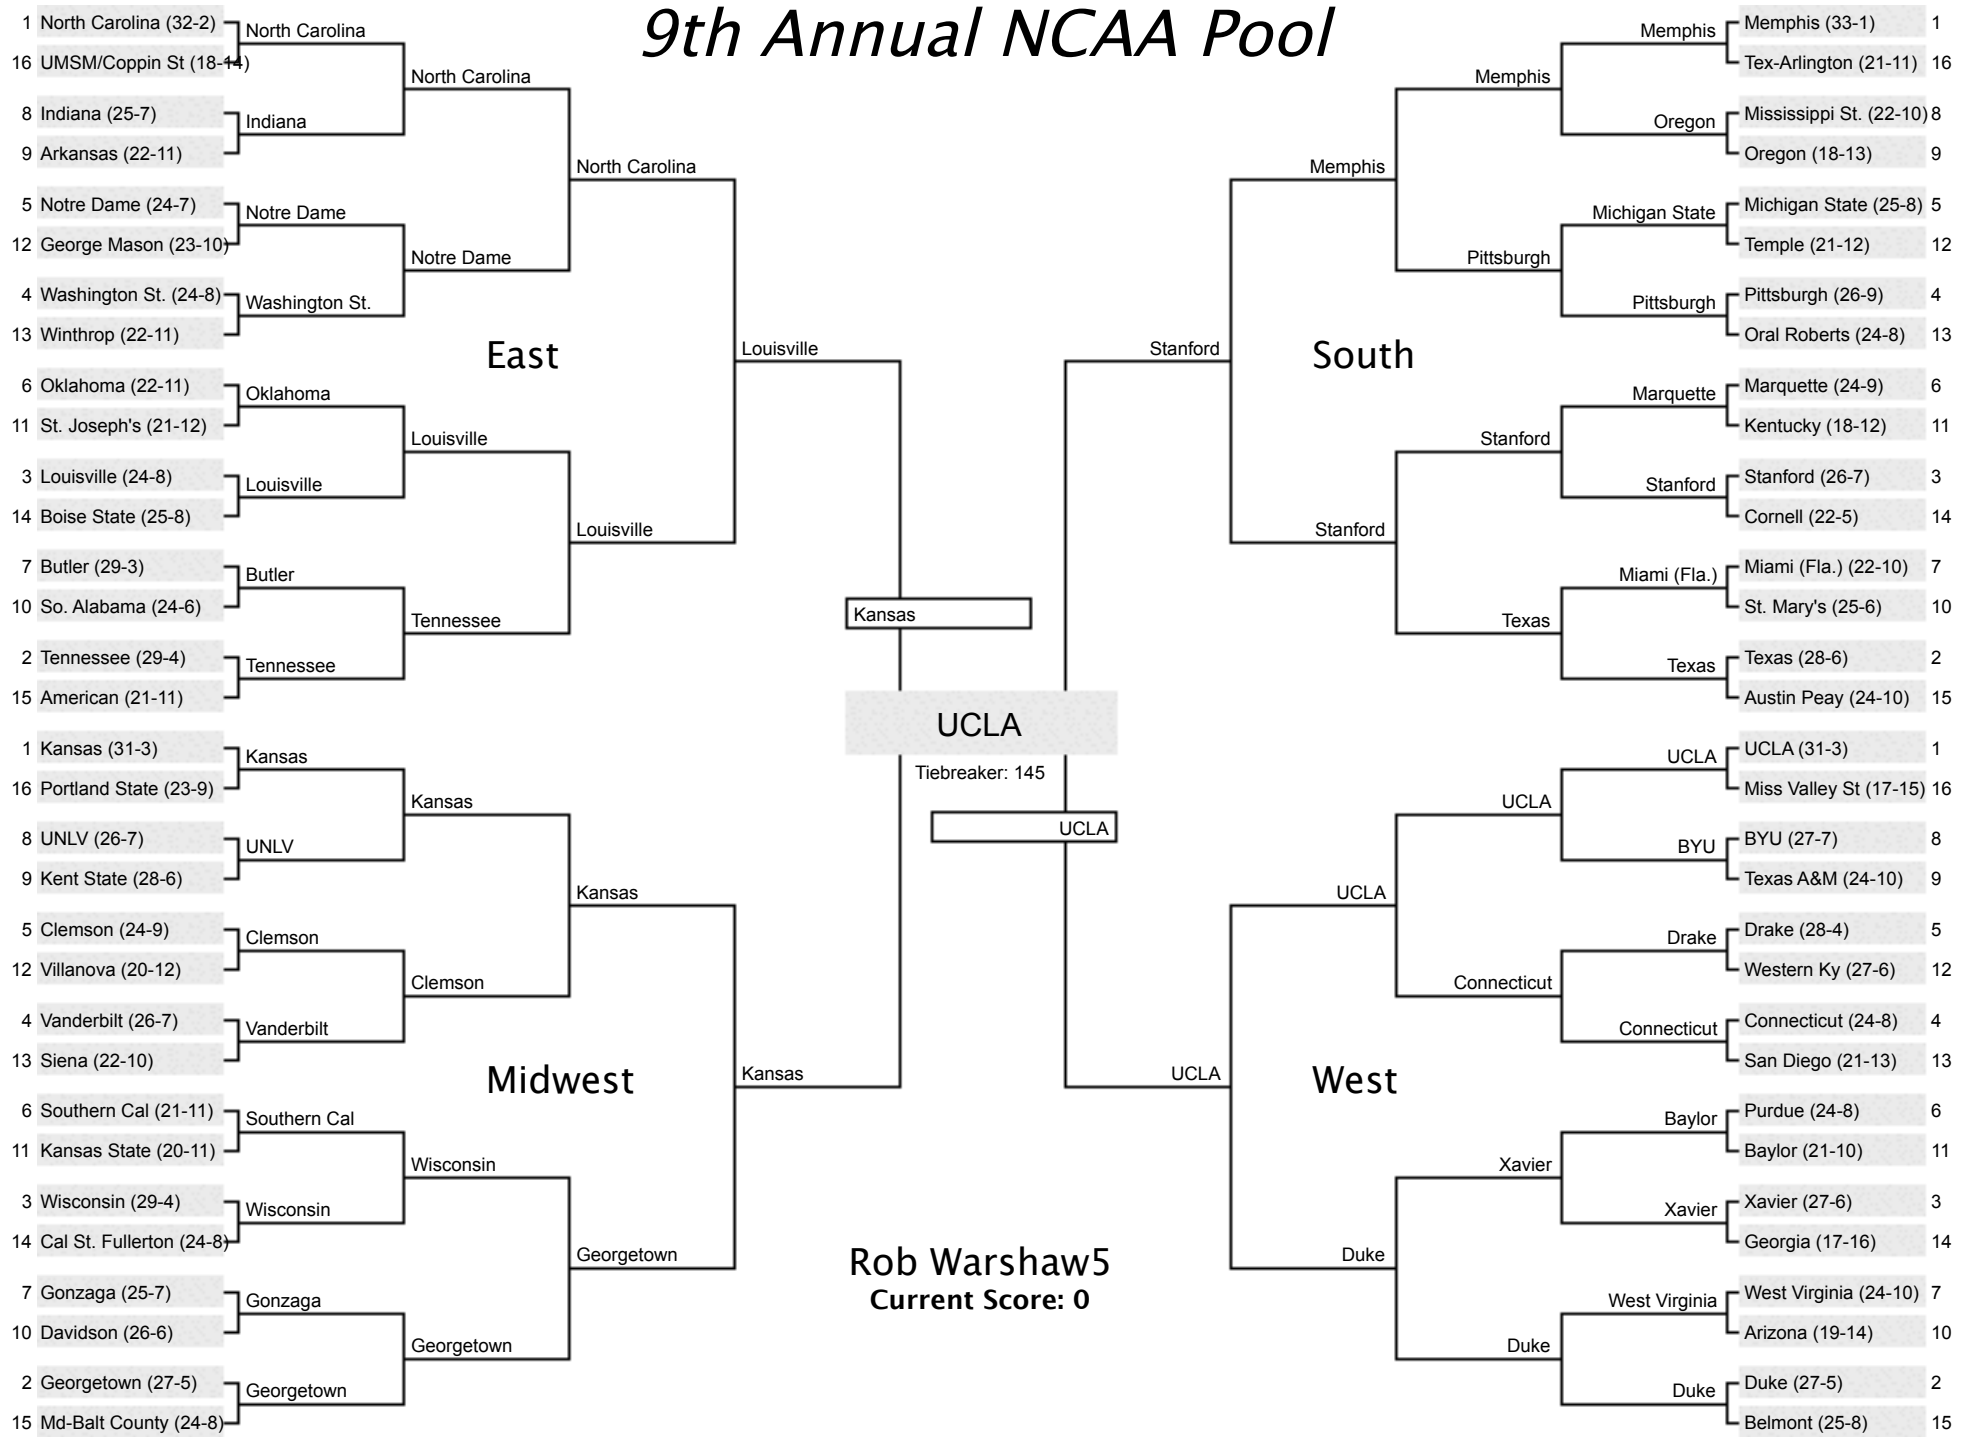 9th Annual NCAA Pool
1 North Carolina (32-2)
16 UMSM/Coppin St (18-14)
8 Indiana (25-7)
9 Arkansas (22-11)
5 Notre Dame (24-7)
12 George Mason (23-10)
4 Washington St. (24-8)
13 Winthrop (22-11)
6 Oklahoma (22-11)
11 St. Joseph's (21-12)
3 Louisville (24-8)
14 Boise State (25-8)
7 Butler (29-3)
10 So. Alabama (24-6)
2 Tennessee (29-4)
15 American (21-11)
North Carolina
Indiana
Notre Dame
Washington St.
Oklahoma
Louisville
Butler
Tennessee
North Carolina
Notre Dame
Louisville
Tennessee
North Carolina
Louisville
Louisville
East
1 Kansas (31-3)
16 Portland State (23-9)
8 UNLV (26-7)
9 Kent State (28-6)
5 Clemson (24-9)
12 Villanova (20-12)
4 Vanderbilt (26-7)
13 Siena (22-10)
6 Southern Cal (21-11)
11 Kansas State (20-11)
3 Wisconsin (29-4)
14 Cal St. Fullerton (24-8)
7 Gonzaga (25-7)
10 Davidson (26-6)
2 Georgetown (27-5)
15 Md-Balt County (24-8)
Kansas
UNLV
Clemson
Vanderbilt
Southern Cal
Wisconsin
Gonzaga
Georgetown
Kansas
Clemson
Wisconsin
Georgetown
Kansas
Georgetown
Kansas
Midwest
Kansas
UCLA
Tiebreaker: 145
UCLA
Rob Warshaw5
Current Score: 0
Memphis (33-1) 1
Tex-Arlington (21-11) 16
Mississippi St. (22-10) 8
Oregon (18-13) 9
Michigan State (25-8) 5
Temple (21-12) 12
Pittsburgh (26-9) 4
Oral Roberts (24-8) 13
Marquette (24-9) 6
Kentucky (18-12) 11
Stanford (26-7) 3
Cornell (22-5) 14
Miami (Fla.) (22-10) 7
St. Mary's (25-6) 10
Texas (28-6) 2
Austin Peay (24-10) 15
Memphis
Oregon
Michigan State
Pittsburgh
Marquette
Stanford
Miami (Fla.)
Texas
Memphis
Pittsburgh
Stanford
Texas
Memphis
Stanford
Stanford
South
UCLA (31-3) 1
Miss Valley St (17-15) 16
BYU (27-7) 8
Texas A&M (24-10) 9
Drake (28-4) 5
Western Ky (27-6) 12
Connecticut (24-8) 4
San Diego (21-13) 13
Purdue (24-8) 6
Baylor (21-10) 11
Xavier (27-6) 3
Georgia (17-16) 14
West Virginia (24-10) 7
Arizona (19-14) 10
Duke (27-5) 2
Belmont (25-8) 15
UCLA
BYU
Drake
Connecticut
Baylor
Xavier
West Virginia
Duke
UCLA
Connecticut
Xavier
Duke
UCLA
Duke
UCLA
West